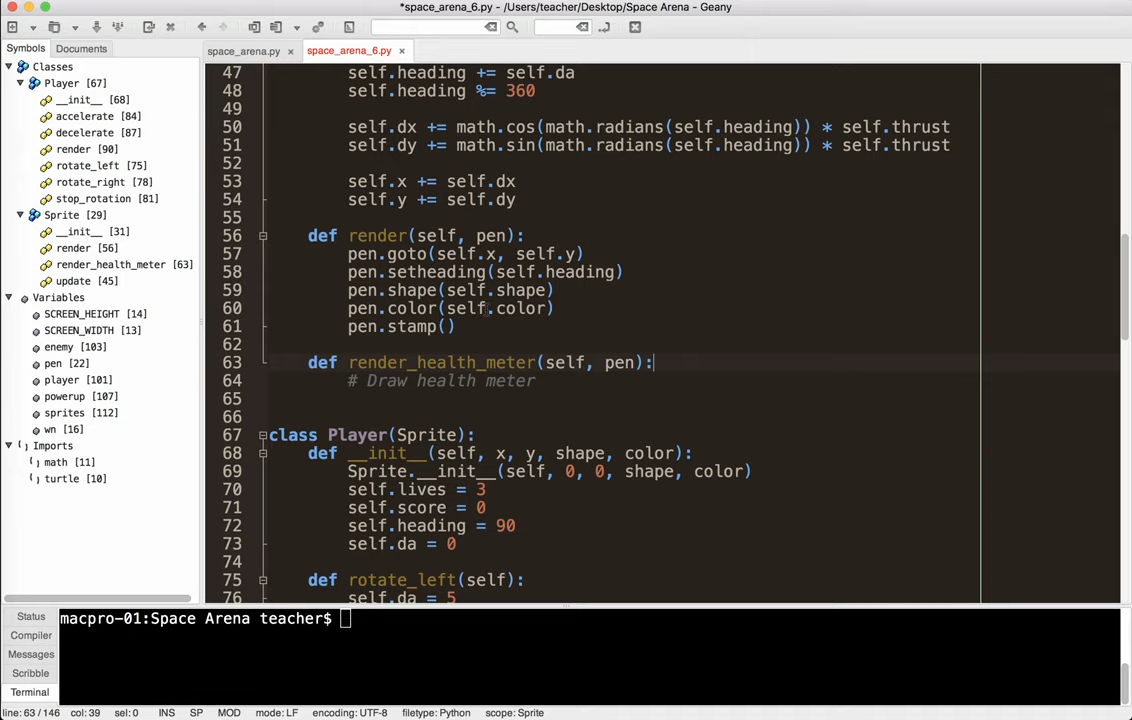 *space_arena_6.py - /Users/teacher/Desktop/Space Arena - Geany
Symbols Documents
space_arena.py space_arena_6.py
Classes
Player [67]
__init__ [68]
accelerate [84]
decelerate [87]
render [90]
rotate_left [75]
rotate_right [78]
stop_rotation [81]
Sprite [29]
__init__ [31]
render [56]
render_health_meter [63]
update [45]
Variables
SCREEN_HEIGHT [14]
SCREEN_WIDTH [13]
enemy [103]
pen [22]
player [101]
powerup [107]
sprites [112]
wn [16]
Imports
math [11]
turtle [10]
47 self.heading += self.da
48 self.heading %= 360
49
50 self.dx += math.cos(math.radians(self.heading)) * self.thrust
51 self.dy += math.sin(math.radians(self.heading)) * self.thrust
52
53 self.x += self.dx
54 self.y += self.dy
55
56 def render(self, pen):
57 pen.goto(self.x, self.y)
58 pen.setheading(self.heading)
59 pen.shape(self.shape)
60 pen.color(self.color)
61 pen.stamp()
62
63 def render_health_meter(self, pen):
64 # Draw health meter
65
66
67 class Player(Sprite):
68 def __init__(self, x, y, shape, color):
69 Sprite.__init__(self, 0, 0, shape, color)
70 self.lives = 3
71 self.score = 0
72 self.heading = 90
73 self.da = 0
74
75 def rotate_left(self):
76 self.da = 5
Status
Compiler
Messages
Scribble
Terminal
macpro-01:Space Arena teacher$
line: 63 / 146 col: 39 sel: 0 INS SP MOD mode: LF encoding: UTF-8 filetype: Python scope: Sprite